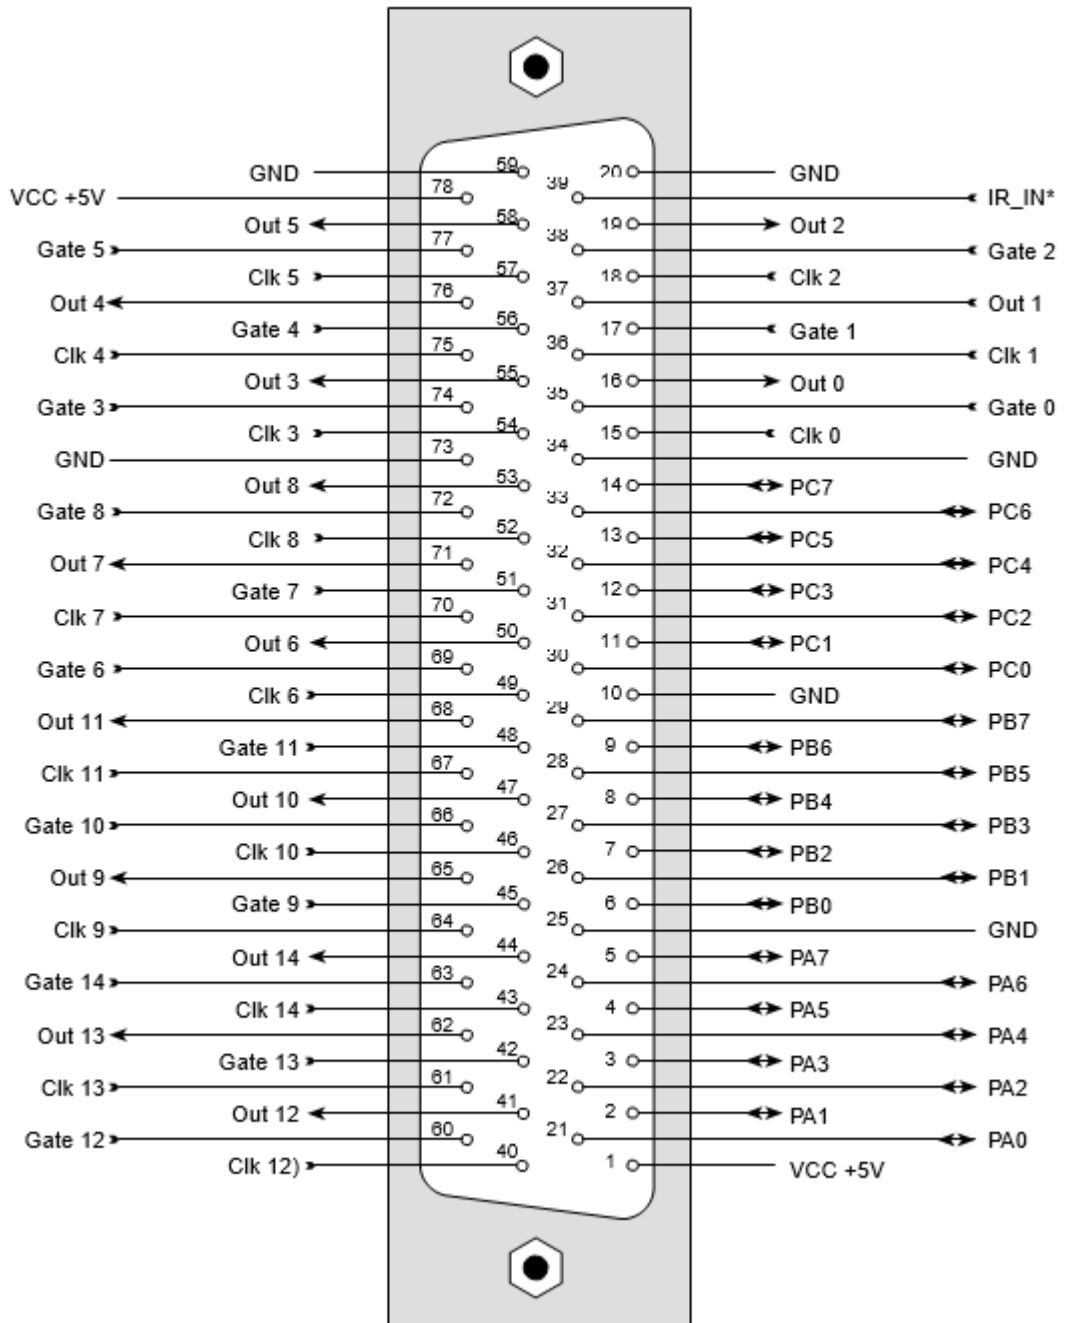 GND 59 20 GND
VCC +5V 78 39 IR_IN*
Out 5 58 19 Out 2
Gate 5 77 38 Gate 2
Clk 5 57 18 Clk 2
Out 4 76 37 Out 1
Gate 4 56 17 Gate 1
Clk 4 75 36 Clk 1
Out 3 55 16 Out 0
Gate 3 74 35 Gate 0
Clk 3 54 15 Clk 0
GND 73 34 GND
Out 8 53 14 PC7
Gate 8 72 33 PC6
Clk 8 52 13 PC5
Out 7 71 32 PC4
Gate 7 51 12 PC3
Clk 7 70 31 PC2
Out 6 50 11 PC1
Gate 6 69 30 PC0
Clk 6 49 10 GND
Out 11 68 29 PB7
Gate 11 48 9 PB6
Clk 11 67 28 PB5
Out 10 47 8 PB4
Gate 10 66 27 PB3
Clk 10 46 7 PB2
Out 9 65 26 PB1
Gate 9 45 6 PB0
Clk 9 64 25 GND
Out 14 44 5 PA7
Gate 14 63 24 PA6
Clk 14 43 4 PA5
Out 13 62 23 PA4
Gate 13 42 3 PA3
Clk 13 61 22 PA2
Out 12 41 2 PA1
Gate 12 60 21 PA0
Clk 12) 40 1 VCC +5V